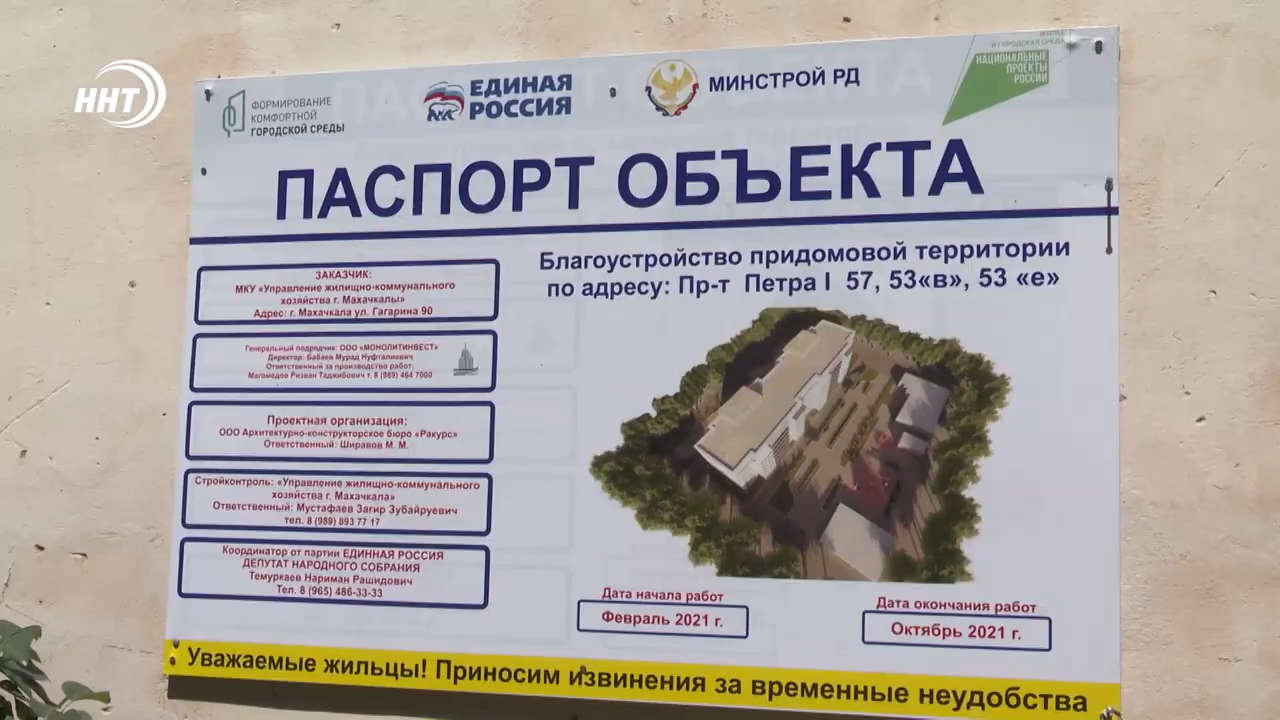 ННТ
ФОРМИРОВАНИЕ
КОМФОРТНОЙ
ГОРОДСКОЙ СРЕДЫ
ЕДИНАЯ
РОССИЯ
МИНСТРОЙ РД
И ГОРОДСКАЯ СРЕДА
НАЦИОНАЛЬНЫЕ
ПРОЕКТЫ
РОССИИ
ПАСПОРТ ОБЪЕКТА
Благоустройство придомовой территории
по адресу: Пр-т Петра I 57, 53«в», 53 «е»
ЗАКАЗЧИК:
МКУ «Управление жилищно-коммунального
хозяйства г. Махачкалы»
Адрес: г. Махачкала ул. Гагарина 90
Генеральный подрядчик: ООО «МОНОЛИТИНВЕСТ»
Директор: Бабаев Мурад Нуфталиевич
Ответственный за производство работ:
Магомедов Ризван Таджибович т. 8 (989) 464 7000
Проектная организация:
ООО Архитектурно-конструкторское бюро «Ракурс»
Ответственный: Ширавов М. М.
Стройконтроль: «Управление жилищно-коммунального
хозяйства г. Махачкала»
Ответственный: Мустафаев Загир Зубайруевич
тел. 8 (989) 893 77 17
Координатор от партии ЕДИННАЯ РОССИЯ
ДЕПУТАТ НАРОДНОГО СОБРАНИЯ
Темуркаев Нариман Рашидович
Тел. 8 (965) 486-33-33
Дата начала работ
Февраль 2021 г.
Дата окончания работ
Октябрь 2021 г.
Уважаемые жильцы! Приносим извинения за временные неудобства